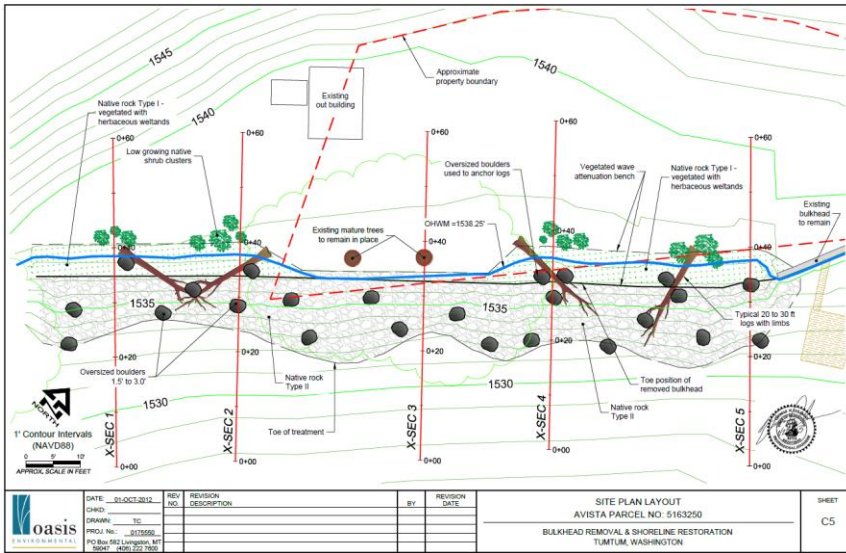 1545
1540
Native rock Type I -
vegetated with
herbaceous weltands
Low growing native
shrub clusters
Existing
out building
Approximate
property boundary
1540
Oversized boulders
used to anchor logs
Vegetated wave
attenuation bench
Native rock Type I -
vegetated with
herbaceous weltands
Existing
bulkhead
to remain
0+60
0+60
0+60
0+60
0+60
Existing mature trees
to remain in place
OHWM =1538.25'
0+40
0+40
0+40
0+40
0+40
1535
1535
1535
Typical 20 to 30 ft
logs with limbs
0+20
0+20
0+20
0+20
0+20
Oversized boulders
1.5' to 3.0'
Native rock
Type II
Toe of treatment
Toe position of
removed bulkhead
Native rock
Type II
1530
1530
NORTH
1' Contour Intervals
(NAVD88)
0 5' 10'
APPROX. SCALE IN FEET
X-SEC 1
X-SEC 2
X-SEC 3
X-SEC 4
X-SEC 5
0+00
0+00
0+00
0+00
0+00
oasis
ENVIRONMENTAL
DATE: 01-OCT-2012
CHKD:
DRAWN: TC
PROJ. No.: 0175550
PO Box 582 Livingston, MT
59047 (406) 222 7600
REV NO.
REVISION DESCRIPTION
BY
REVISION DATE
SITE PLAN LAYOUT
AVISTA PARCEL NO: 5163250
BULKHEAD REMOVAL & SHORELINE RESTORATION
TUMTUM, WASHINGTON
SHEET
C5